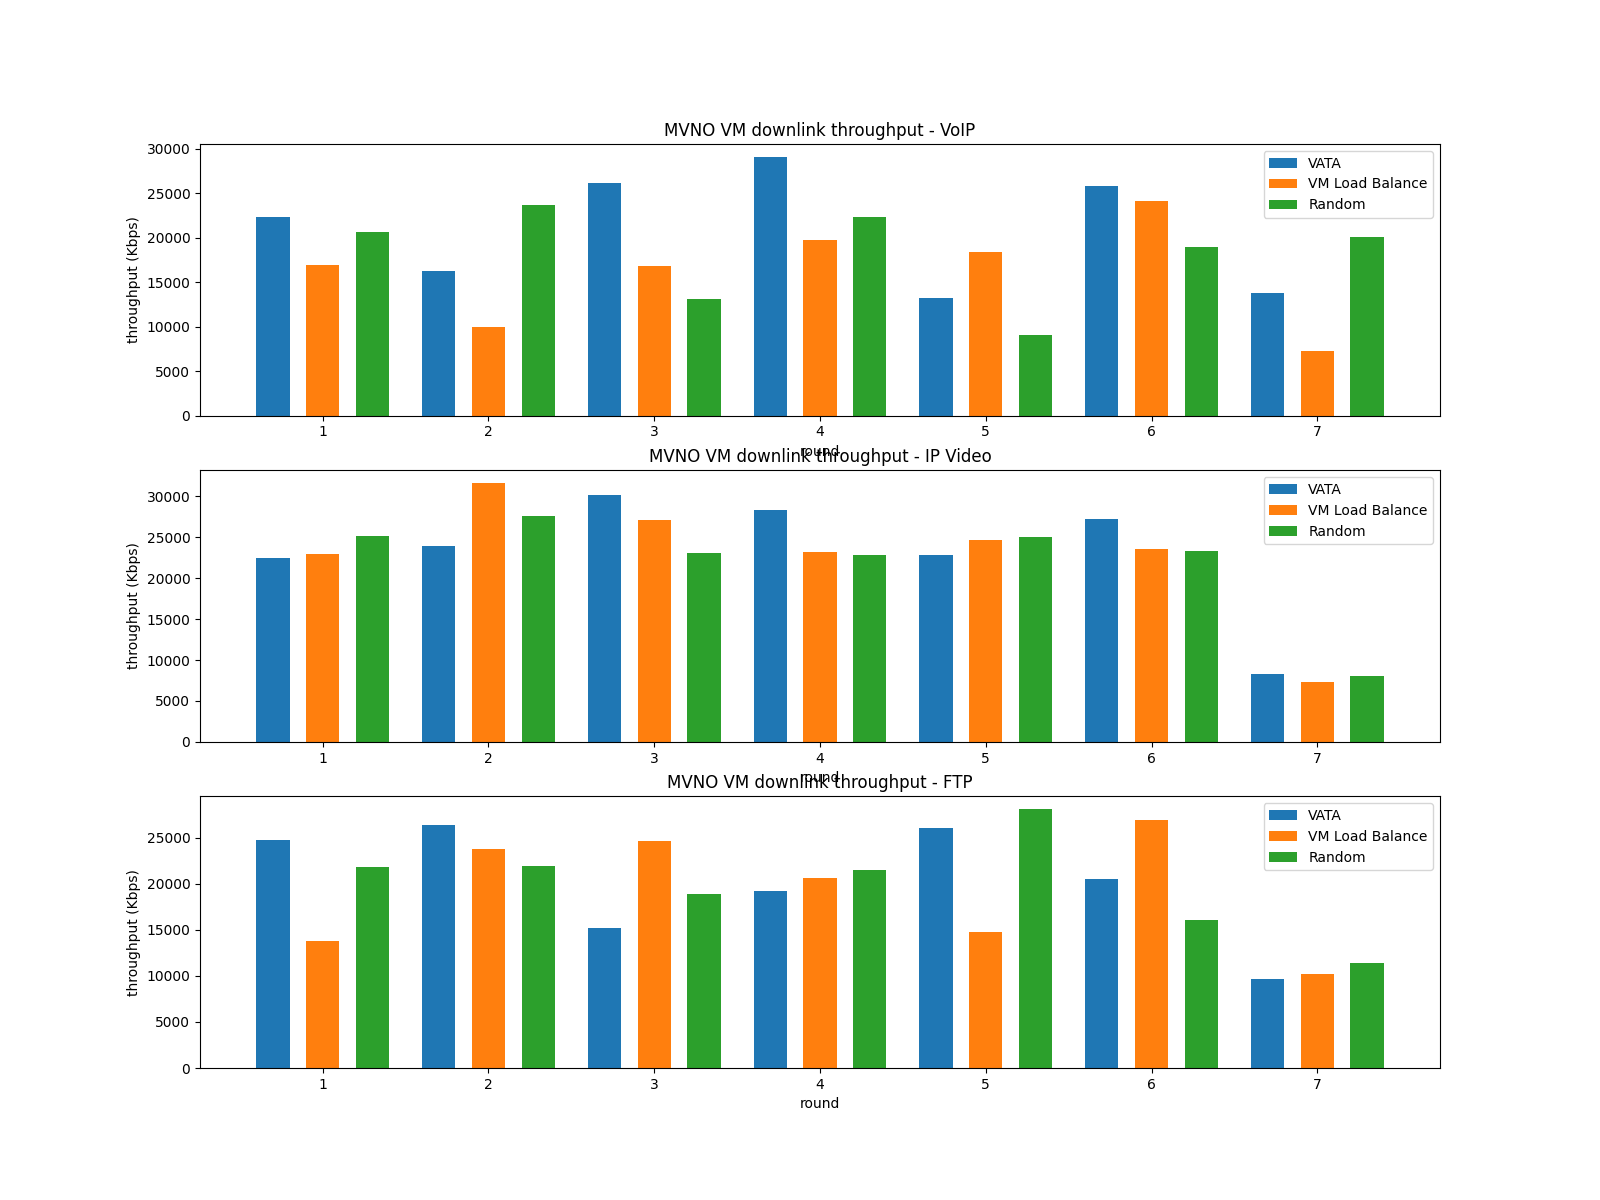 MVNO VM downlink throughput - VoIP
throughput (Kbps)
30000
25000
20000
15000
10000
5000
0
VATA
VM Load Balance
Random
1 2 3 4 5 6 7
round
MVNO VM downlink throughput - IP Video
throughput (Kbps)
30000
25000
20000
15000
10000
5000
0
VATA
VM Load Balance
Random
1 2 3 4 5 6 7
round
MVNO VM downlink throughput - FTP
throughput (Kbps)
25000
20000
15000
10000
5000
0
VATA
VM Load Balance
Random
1 2 3 4 5 6 7
round